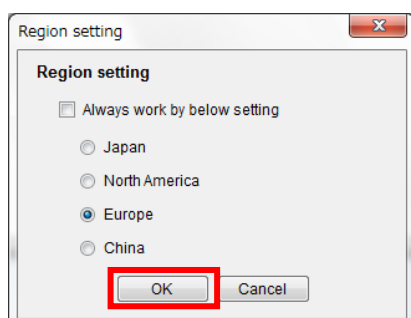 Region setting
Region setting
Always work by below setting
Japan
North America
Europe
China
OK Cancel